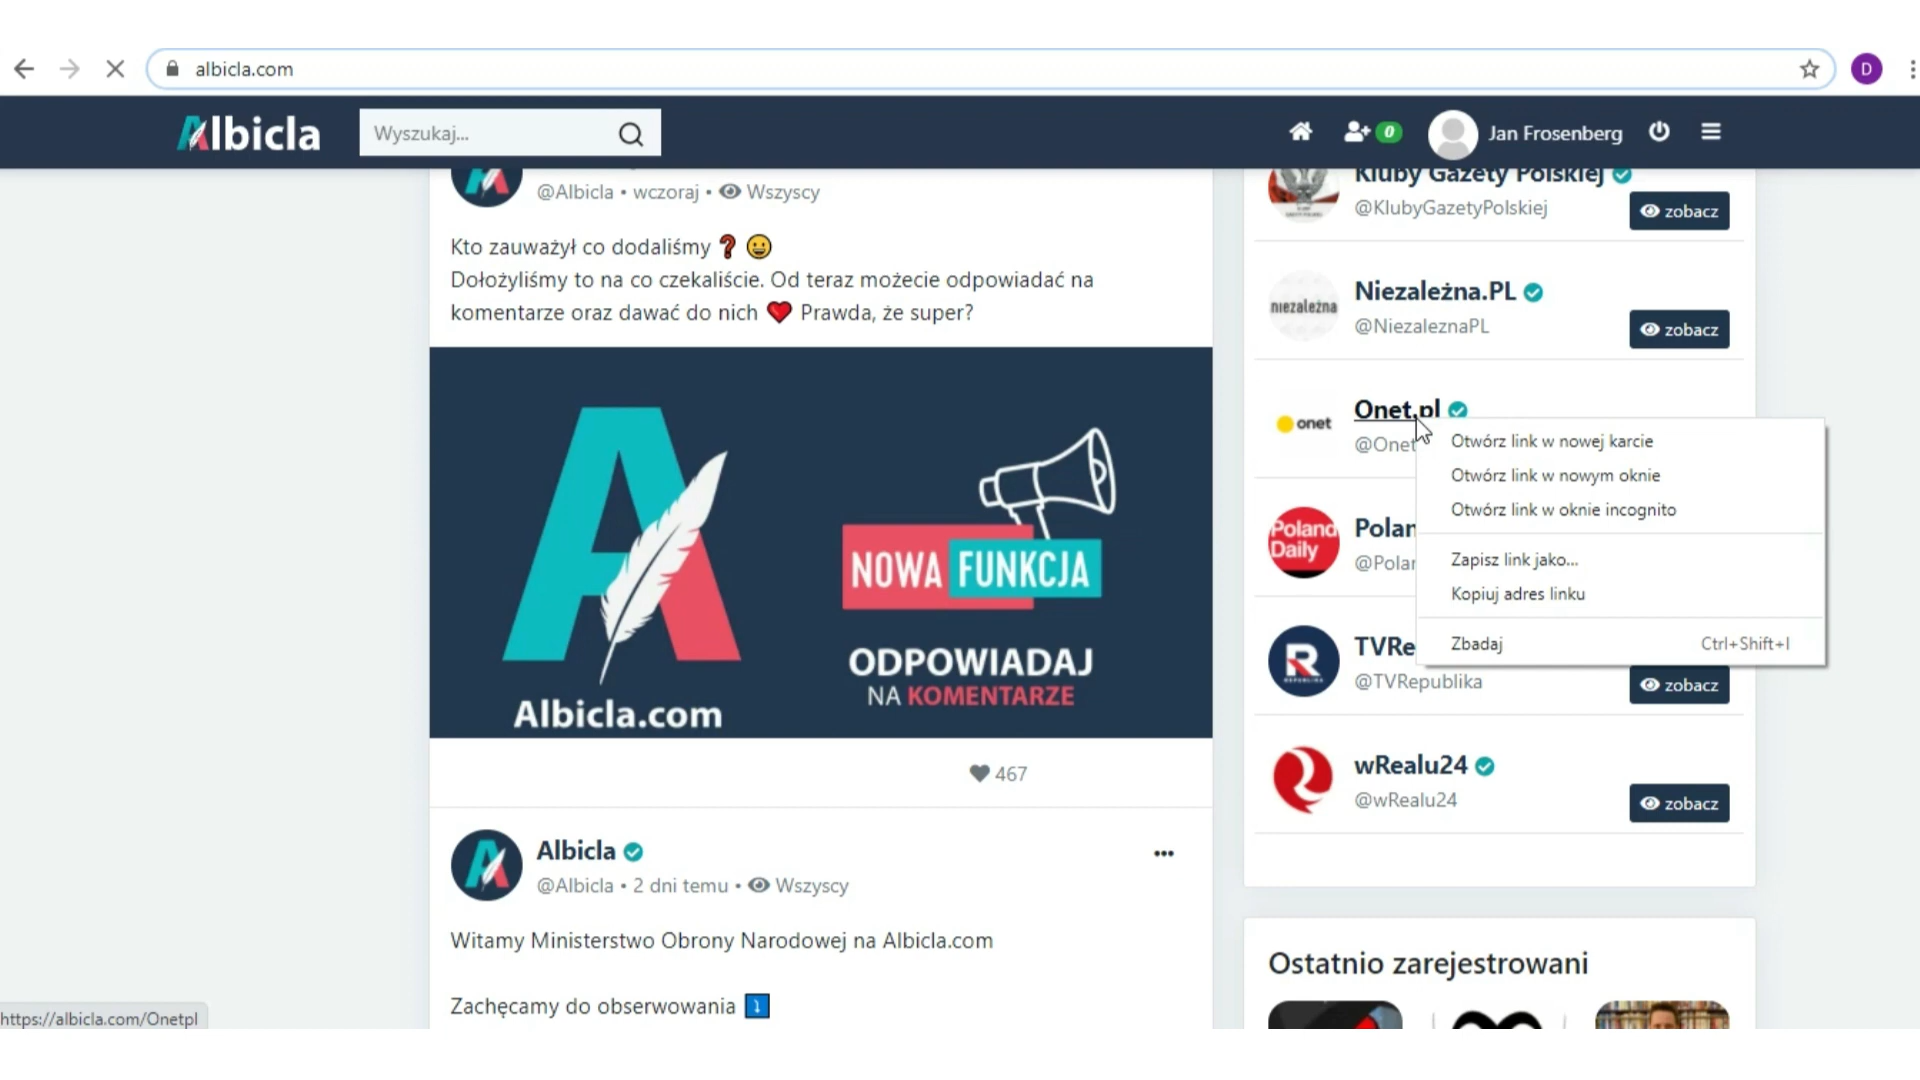 albicla.com
D
Albicla
Wyszukaj...
0
Jan Frosenberg
@Albicla • wczoraj • Wszyscy
Kto zauważył co dodaliśmy ❓ 😀
Dołożyliśmy to na co czekaliście. Od teraz możecie odpowiadać na
komentarze oraz dawać do nich ❤️ Prawda, że super?
Albicla.com
NOWA FUNKCJA
ODPOWIADAJ
NA KOMENTARZE
467
Albicla
@Albicla • 2 dni temu • Wszyscy
Witamy Ministerstwo Obrony Narodowej na Albicla.com
Zachęcamy do obserwowania ⤵️
Kluby Gazety Polskiej
@KlubyGazetyPolskiej
zobacz
niezależna
Niezależna.PL
@NiezaleznaPL
zobacz
onet
Onet.pl
@Onet
Otwórz link w nowej karcie
Otwórz link w nowym oknie
Otwórz link w oknie incognito
Zapisz link jako...
Kopiuj adres linku
Zbadaj Ctrl+Shift+I
Poland
Daily
Polan
@Polar
TVRe
REPUBLIKA
@TVRepublika
zobacz
wRealu24
@wRealu24
zobacz
Ostatnio zarejestrowani
https://albicla.com/Onetpl